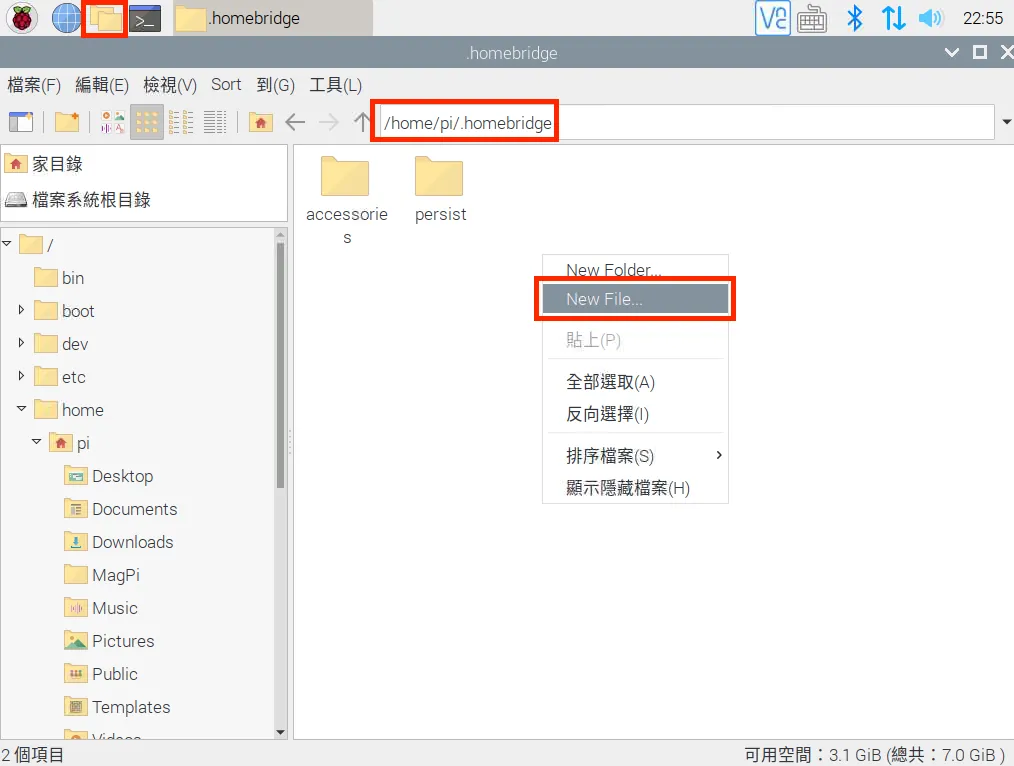 .homebridge
V2
22:55
.homebridge
檔案(F) 編輯(E) 檢視(V) Sort 到(G) 工具(L)
/home/pi/.homebridge
家目錄
檔案系統根目錄
/
bin
boot
dev
etc
home
pi
Desktop
Documents
Downloads
MagPi
Music
Pictures
Public
Templates
Videos
accessorie
s
persist
New Folder...
New File...
貼上(P)
全部選取(A)
反向選擇(I)
排序檔案(S)
顯示隱藏檔案(H)
2 個項目
可用空間：3.1 GiB (總共：7.0 GiB )